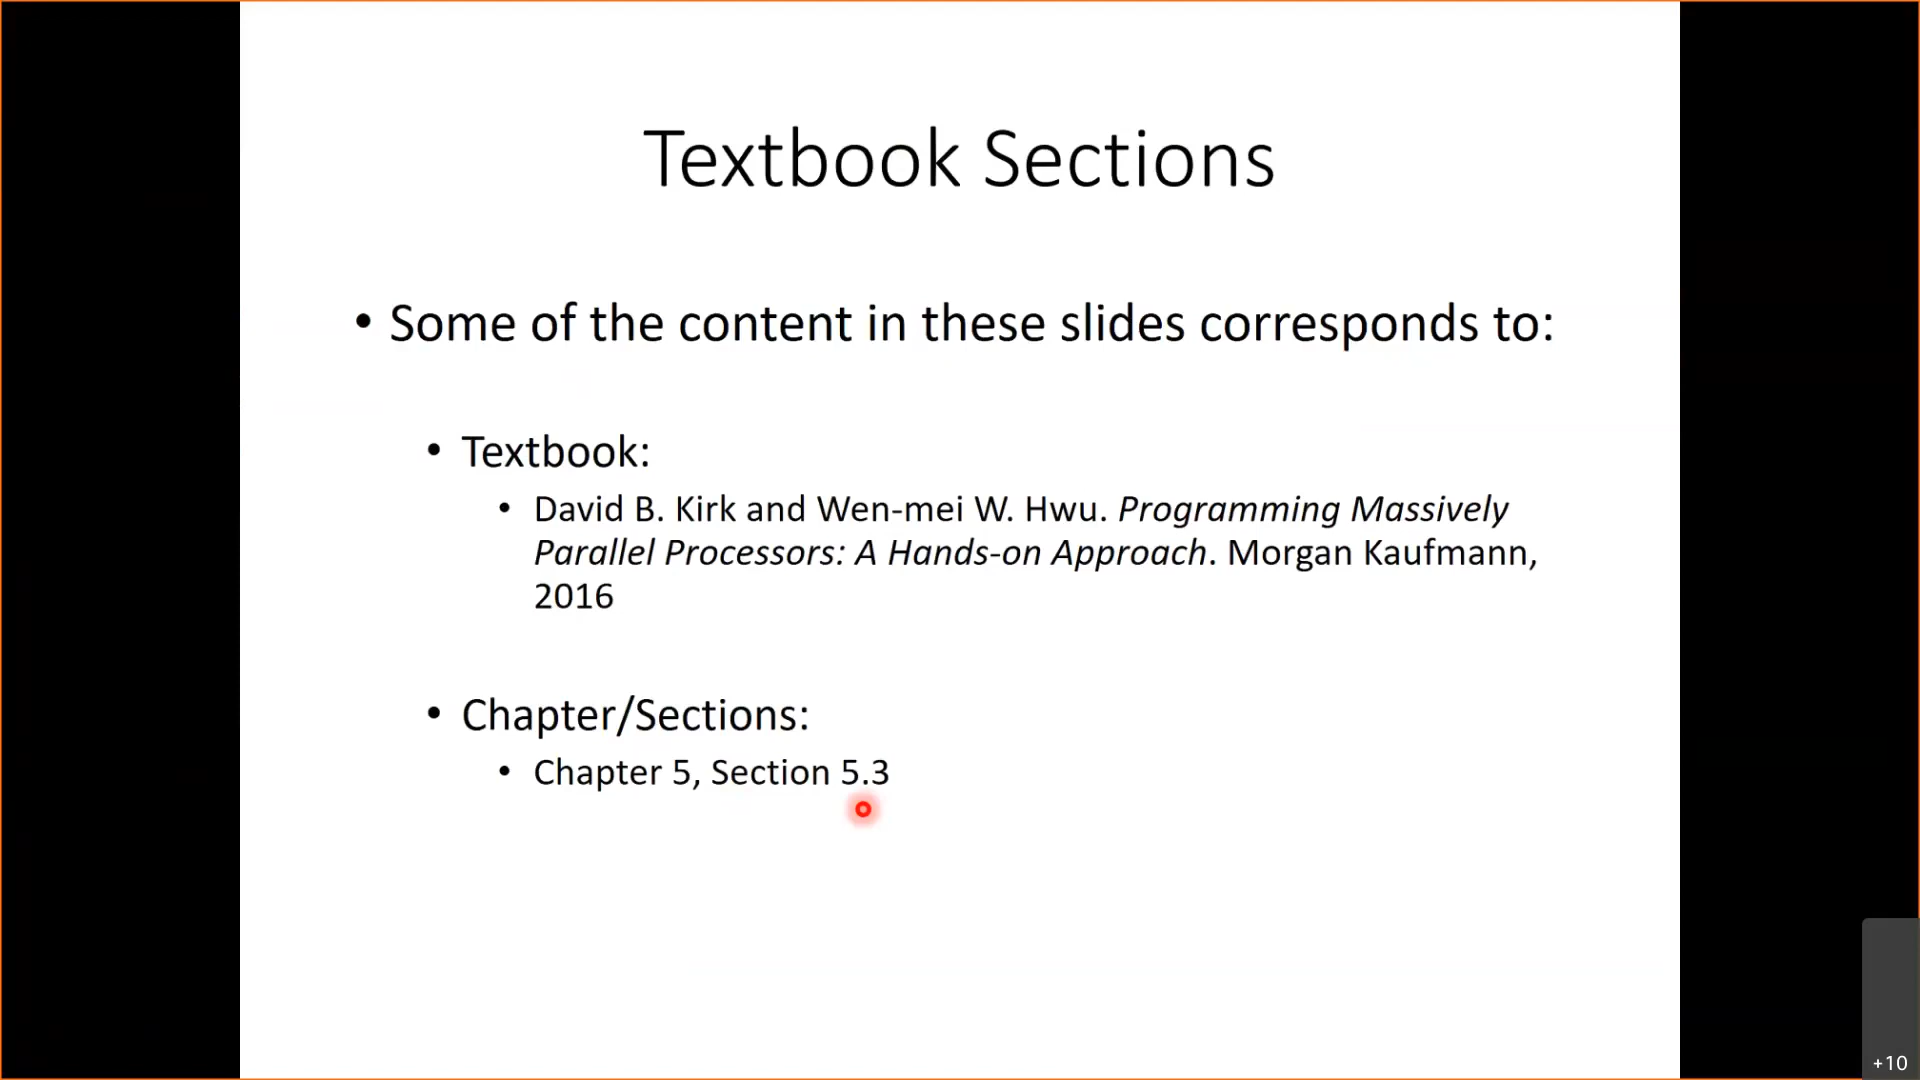 Textbook Sections
• Some of the content in these slides corresponds to:
• Textbook:
• David B. Kirk and Wen-mei W. Hwu. Programming Massively
Parallel Processors: A Hands-on Approach. Morgan Kaufmann,
2016
• Chapter/Sections:
• Chapter 5, Section 5.3
+10